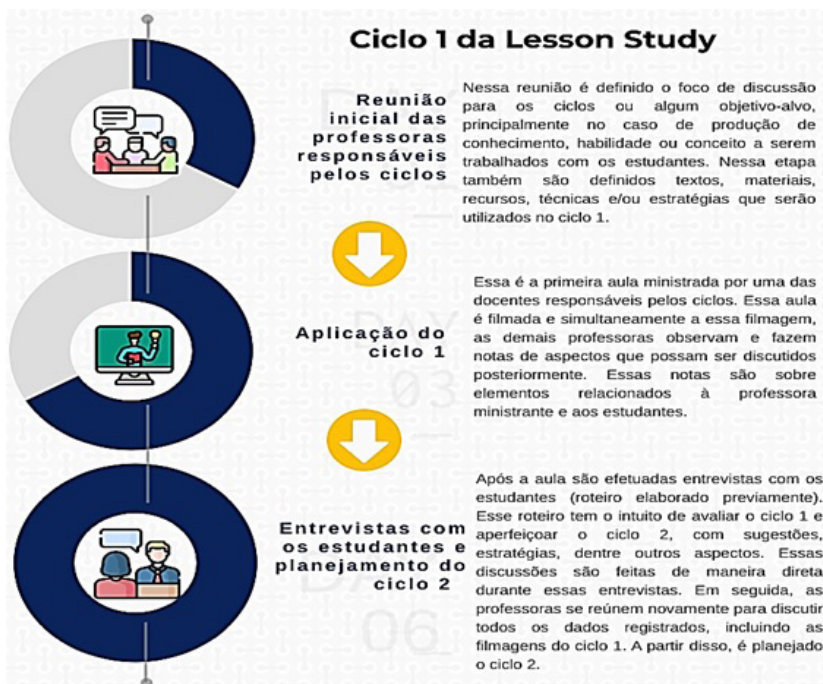 Ciclo 1 da Lesson Study
Reunião
inicial das
professoras
responsáveis
pelos ciclos
Nessa reunião é definido o foco de discussão
para os ciclos ou algum objetivo-alvo,
principalmente no caso de produção de
conhecimento, habilidade ou conceito a serem
trabalhados com os estudantes. Nessa etapa
também são definidos textos, materiais,
recursos, técnicas e/ou estratégias que serão
utilizados no ciclo 1.
Aplicação do
ciclo 1
Essa é a primeira aula ministrada por uma das
docentes responsáveis pelos ciclos. Essa aula
é filmada e simultaneamente a essa filmagem,
as demais professoras observam e fazem
notas de aspectos que possam ser discutidos
posteriormente. Essas notas são sobre
elementos relacionados à professora
ministrante e aos estudantes.
DAY
03
Entrevistas com
os estudantes e
planejamento do
ciclo 2
Após a aula são efetuadas entrevistas com os
estudantes (roteiro elaborado previamente).
Esse roteiro tem o intuito de avaliar o ciclo 1 e
aperfeiçoar o ciclo 2, com sugestões,
estratégias, dentre outros aspectos. Essas
discussões são feitas de maneira direta
durante essas entrevistas. Em seguida, as
professoras se reúnem novamente para discutir
todos os dados registrados, incluindo as
filmagens do ciclo 1. A partir disso, é planejado
o ciclo 2.
06